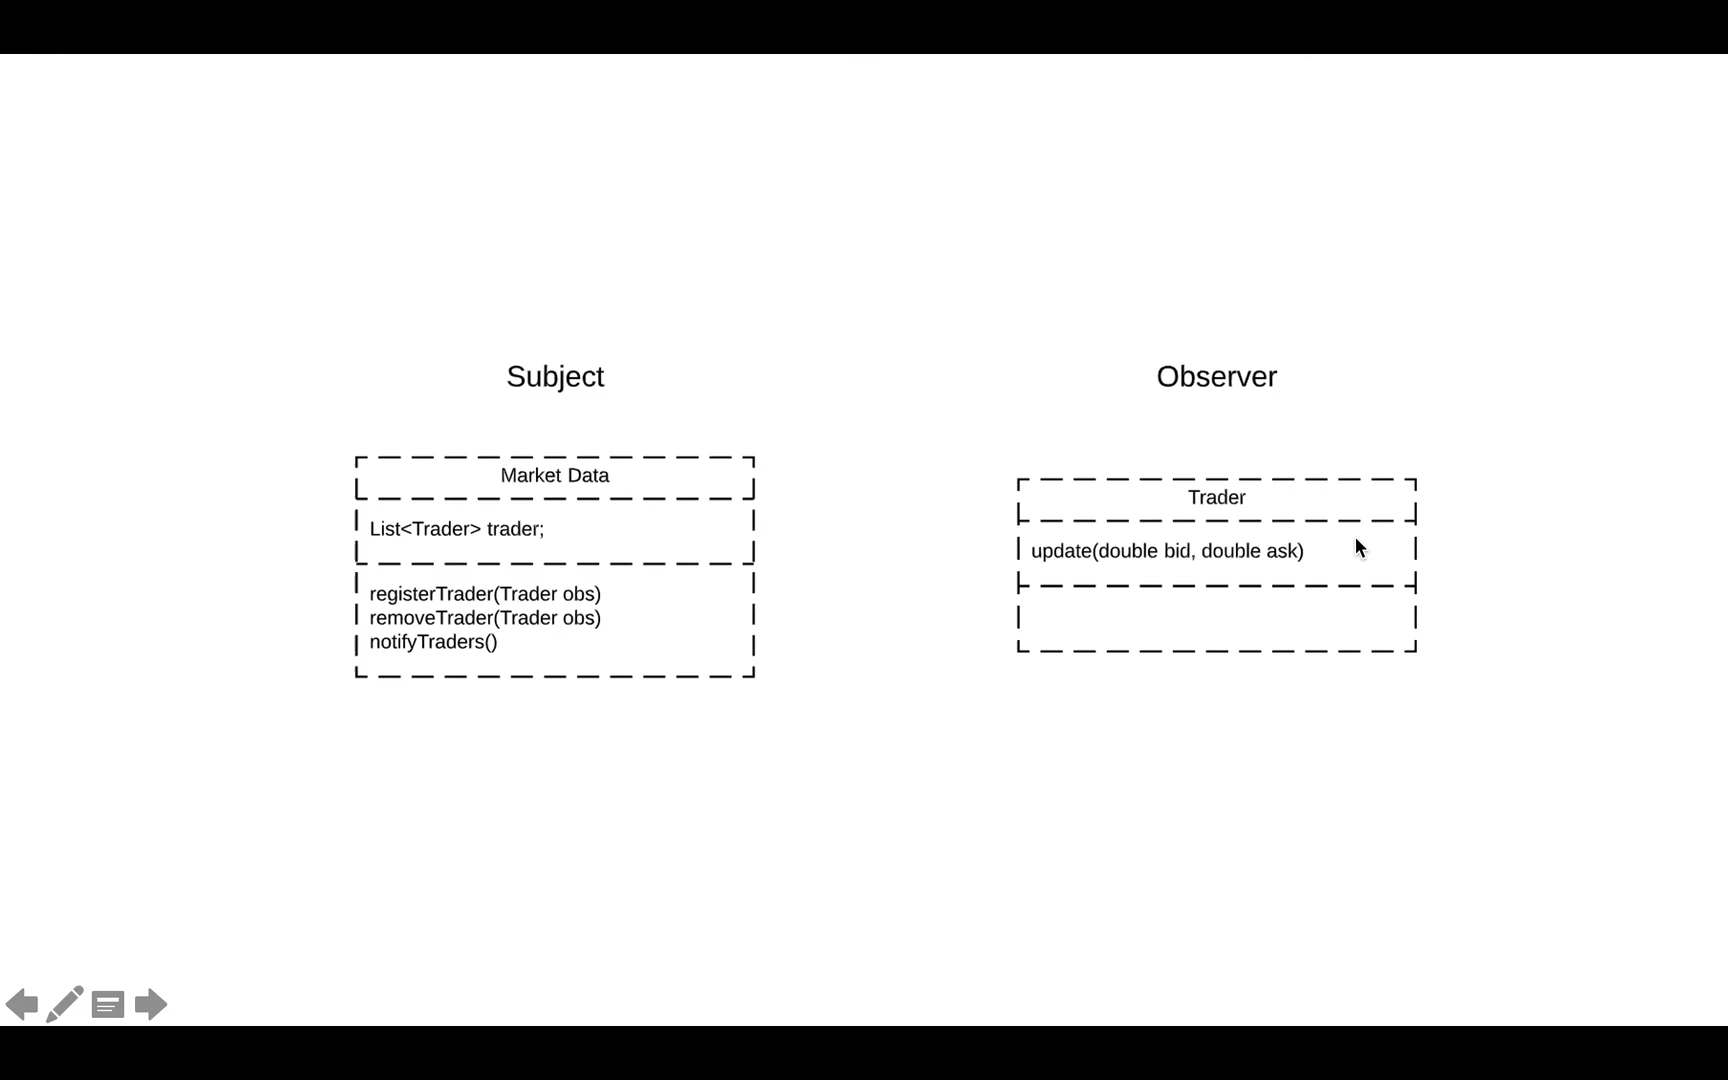 Subject
Market Data
List<Trader> trader;
registerTrader(Trader obs)
removeTrader(Trader obs)
notifyTraders()
Observer
Trader
update(double bid, double ask)